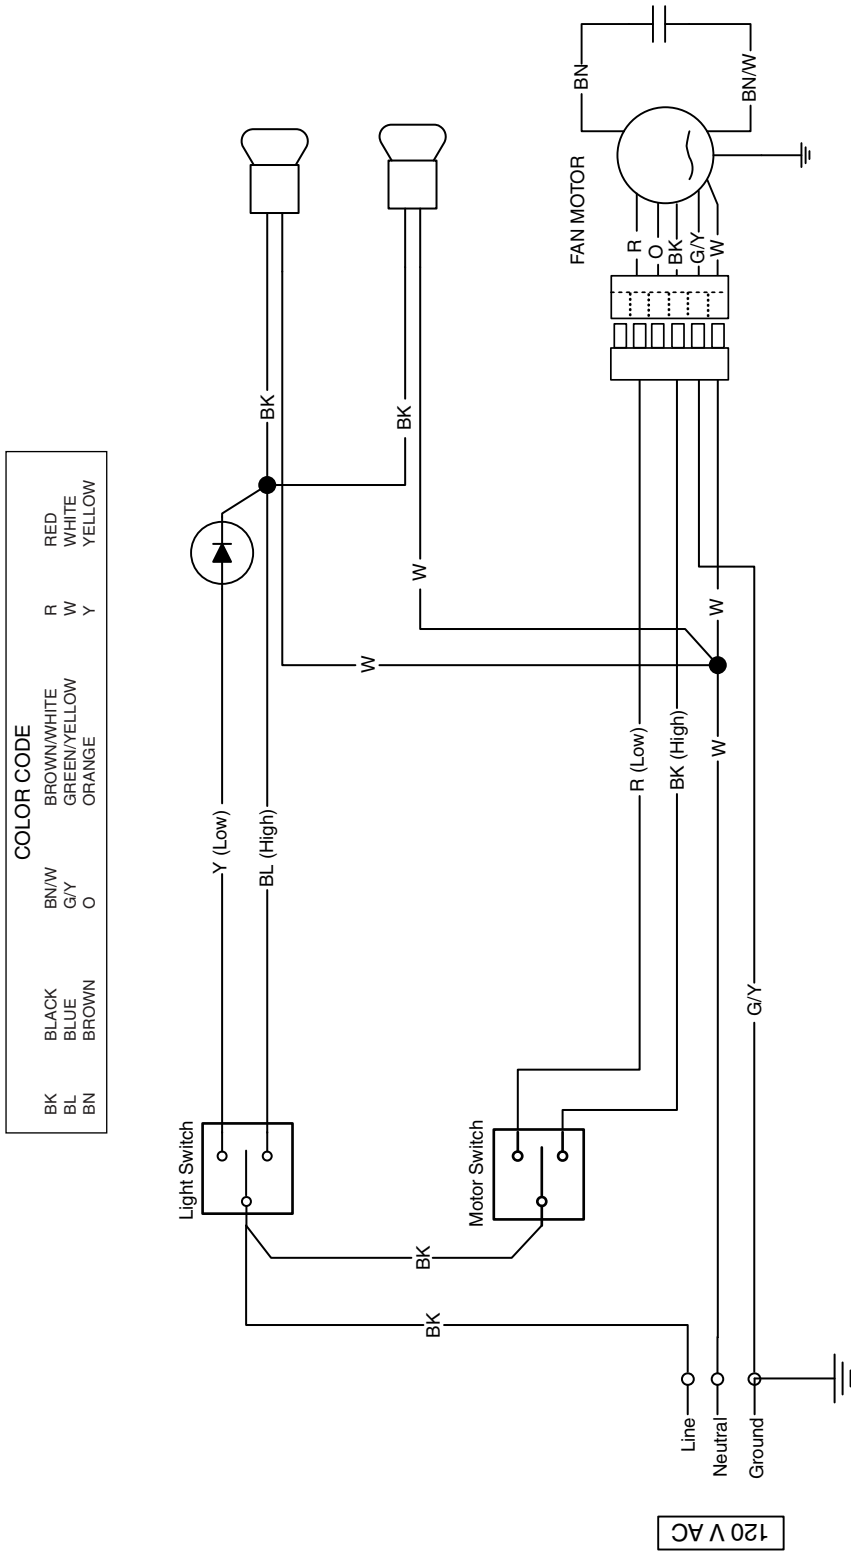 COLOR CODE
BK BLACK BN/W BROWN/WHITE R RED
BL BLUE G/Y GREEN/YELLOW W WHITE
BN BROWN O ORANGE Y YELLOW
Light Switch
Y (Low)
BL (High)
BK
BK
W
W
BK
BK
Motor Switch
R (Low)
BK (High)
W
W
G/Y
FAN MOTOR
R
O
BK
G/Y
W
BN
BN/W
Line
Neutral
Ground
120 V AC